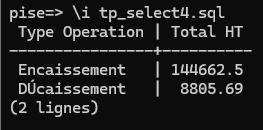 pise=> \i tp_select4.sql
 Type Operation | Total HT
----------------+----------
 Encaissement   | 144662.5
 DÚcaissement   |  8805.69
(2 lignes)